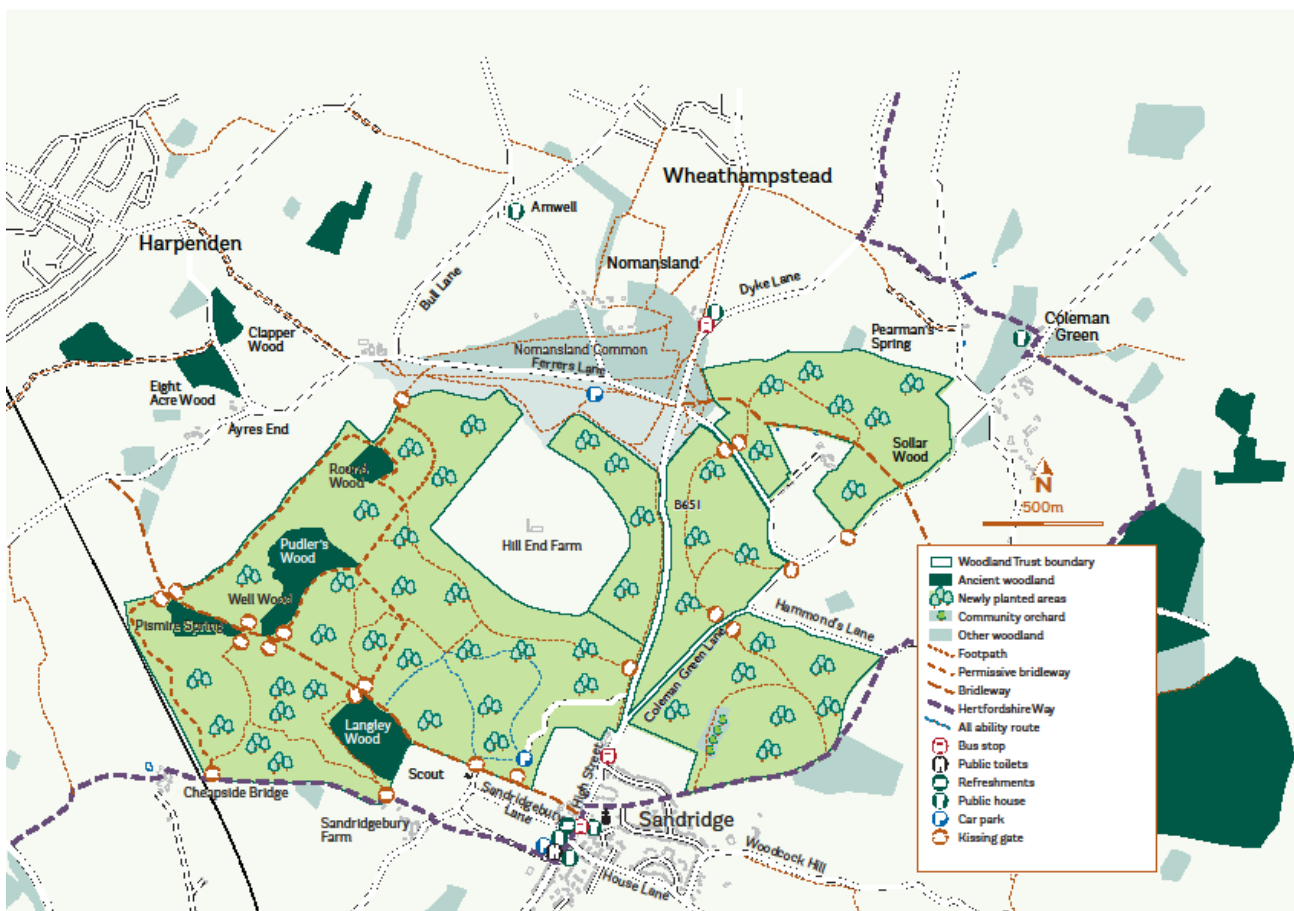 Wheathampstead
Amwell
Harpenden
Nomansland
Bull Lane
Dyke Lane
Coleman
Green
Pearman's
Spring
Clapper
Wood
Nomansland Common
Ferrers Lane
Eight
Acre Wood
Ayres End
Sollar
Wood
Round
Wood
N
500m
B651
Hill End Farm
Pudler's
Wood
Well Wood
Pismire Spring
Hammond's Lane
Coleman Green Lane
Langley
Wood
Scout
High Street
Cheapside Bridge
Sandridgebury
Lane
Sandridgebury
Farm
Sandridge
Woodcock Hill
House Lane
Woodland Trust boundary
Ancient woodland
Newly planted areas
Community orchard
Other woodland
Footpath
Permissive bridleway
Bridleway
Hertfordshire Way
All ability route
Bus stop
Public toilets
Refreshments
Public house
Car park
Kissing gate